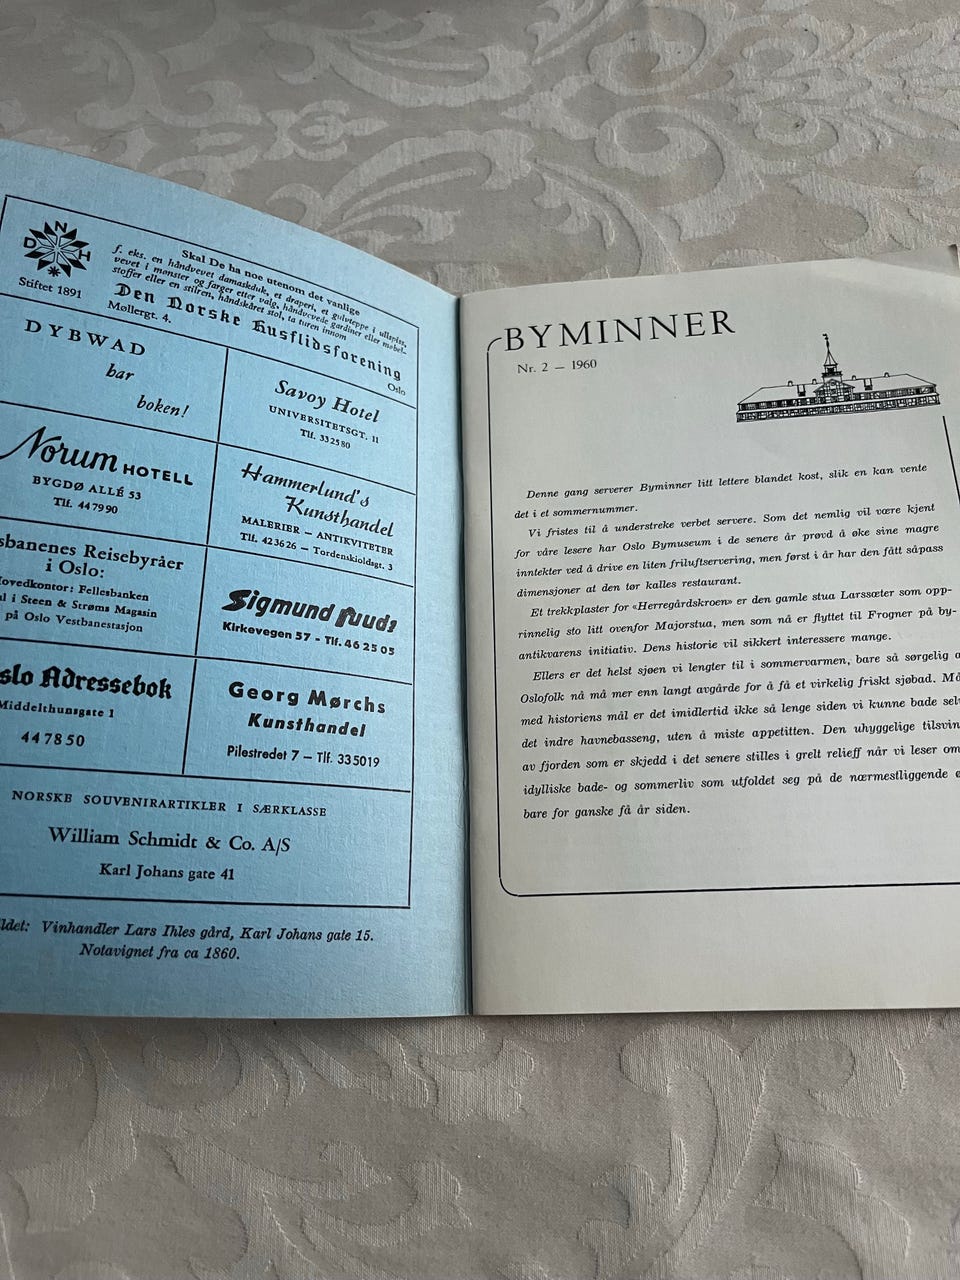 N
D H
Stiftet 1891
Skal De ha noe utenom det vanlige
f. eks. en håndvevet damaskduk, et draperi, et gulvteppe i ullspiss,
vevet i mønster og farger etter valg, håndvevede gardiner eller møbel-
stoffer eller en stilren, håndskåret stol, ta turen innom
Den Norske Husflidsforening
Møllergt. 4.
Oslo
DYBWAD
bar
boken!
Savoy Hotel
UNIVERSITETSGT. 11
Tlf. 332580
Norum HOTELL
BYGDØ ALLÉ 53
Tlf. 447990
Hammerlund's
Kunsthandel
MALERIER – ANTIKVITETER
Tlf. 423626 – Tordenskioldsgt. 3
sbanenes Reisebyråer
i Oslo:
ovedkontor: Fellesbanken
al i Steen & Strøms Magasin
på Oslo Vestbanestasjon
Sigmund Ruuds
Kirkevegen 57 - Tlf. 46 25 05
slo Adressebok
Middelthunsgate 1
447850
Georg Mørchs
Kunsthandel
Pilestredet 7 – Tlf. 335019
NORSKE SOUVENIRARTIKLER I SÆRKLASSE
William Schmidt & Co. A/S
Karl Johans gate 41
ldet: Vinhandler Lars Ihles gård, Karl Johans gate 15.
Notavignet fra ca 1860.
BYMINNER
Nr. 2 — 1960
Denne gang serverer Byminner litt lettere blandet kost, slik en kan vente
det i et sommernummer.
Vi fristes til å understreke verbet servere. Som det nemlig vil være kjent
for våre lesere har Oslo Bymuseum i de senere år prøvd å øke sine magre
inntekter ved å drive en liten friluftservering, men først i år har den fått såpass
dimensjoner at den tør kalles restaurant.
Et trekkplaster for «Herregårdskroen» er den gamle stua Larssæter som opp-
rinnelig sto litt ovenfor Majorstua, men som nå er flyttet til Frogner på by-
antikvarens initiativ. Dens historie vil sikkert interessere mange.
Ellers er det helst sjøen vi lengter til i sommervarmen, bare så sørgelig a
Oslofolk nå må mer enn langt avgårde for å få et virkelig friskt sjøbad. Må
med historiens mål er det imidlertid ikke så lenge siden vi kunne bade selv
det indre havnebasseng, uten å miste appetitten. Den uhyggelige tilsvin
av fjorden som er skjedd i det senere stilles i grelt relieff når vi leser om
idylliske bade- og sommerliv som utfoldet seg på de nærmestliggende ø
bare for ganske få år siden.